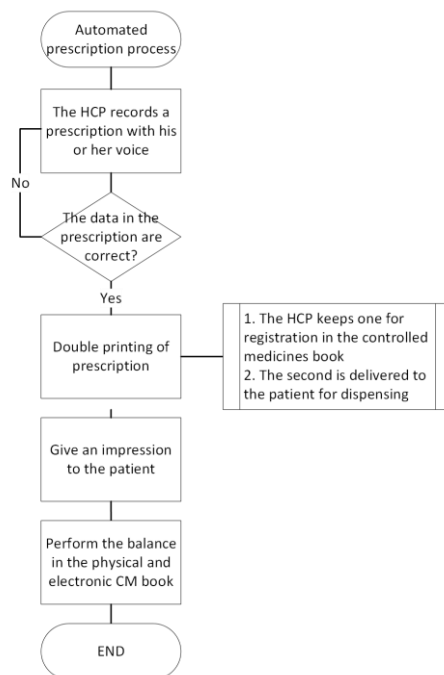 Automated
prescription process
The HCP records a
prescription with his
or her voice
No
The data in the
prescription are
correct?
Yes
Double printing of
prescription
1. The HCP keeps one for
registration in the controlled
medicines book
2. The second is delivered to
the patient for dispensing
Give an impression
to the patient
Perform the balance
in the physical and
electronic CM book
END